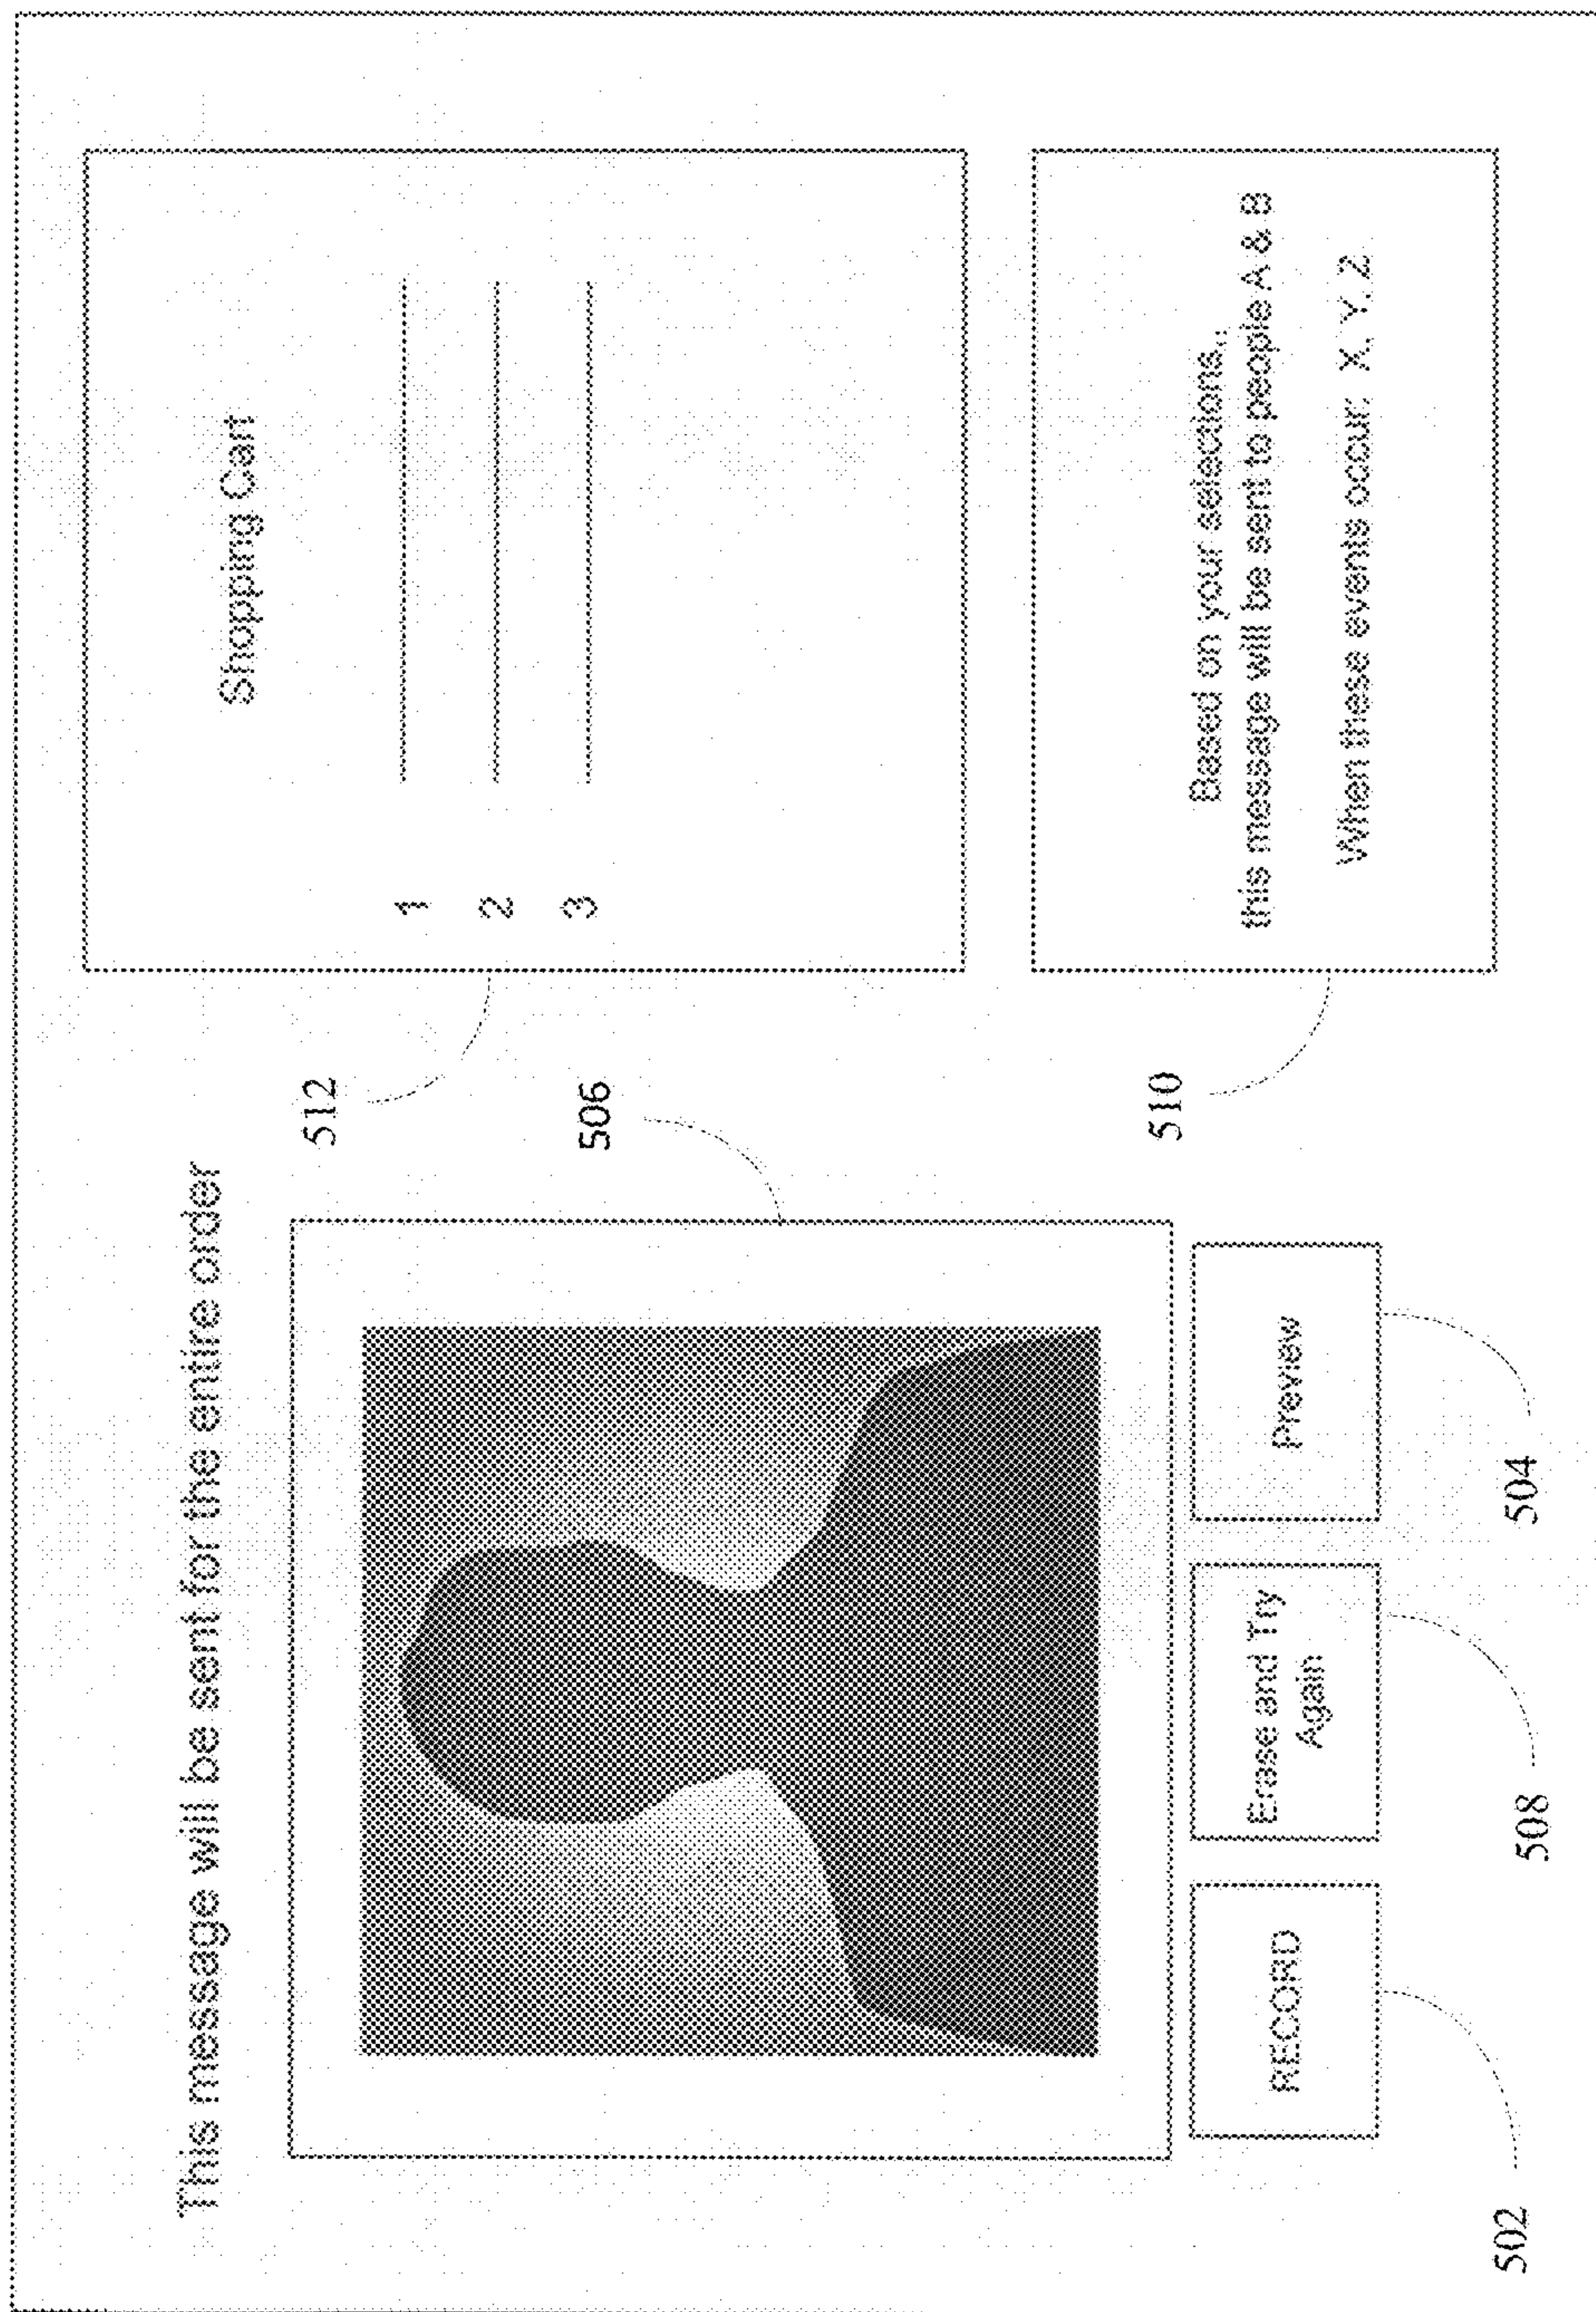 This message will be sent for the entire order
512
Shopping Cart
1
2
3
506
510
Based on your selections,,
this message will be sent to people A & B
When these events occur: X, Y, Z
RECORD
Erase and Try
Again
Preview
502
508
504